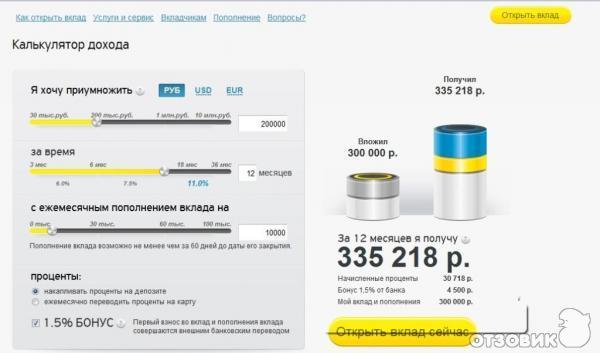 Как открыть вклад Услуги и сервис Вкладчикам Пополнение Вопросы?
Открыть вклад
Калькулятор дохода
Я хочу приумножить ? РУБ USD EUR
30 тыс.руб. 200 тыс.руб. 1 млн.руб. 10 млн.руб.
200000
за время
3 мес 6 мес 18 мес 36 мес
12 месяцев
6.0% 7.5% 11.0%
с ежемесячным пополнением вклада на
0 тыс. 30 тыс. 60 тыс. 100 тыс.
10000
Пополнение вклада возможно не менее чем за 60 дней до даты его закрытия.
проценты:
накапливать проценты на депозите
ежемесячно переводить проценты на карту
1.5% БОНУС ?
Первый взнос во вклад и пополнения вклада
совершаются внешним банковским переводом
Получил
335 218 р.
Вложил
300 000 р.
За 12 месяцев я получу ?
335 218 р.
Начисленные проценты 30 718 р.
Бонус 1,5% от банка 4 500 р.
Мой вклад и пополнения 300 000 р.
Открыть вклад сейчас
ОТЗОВИК